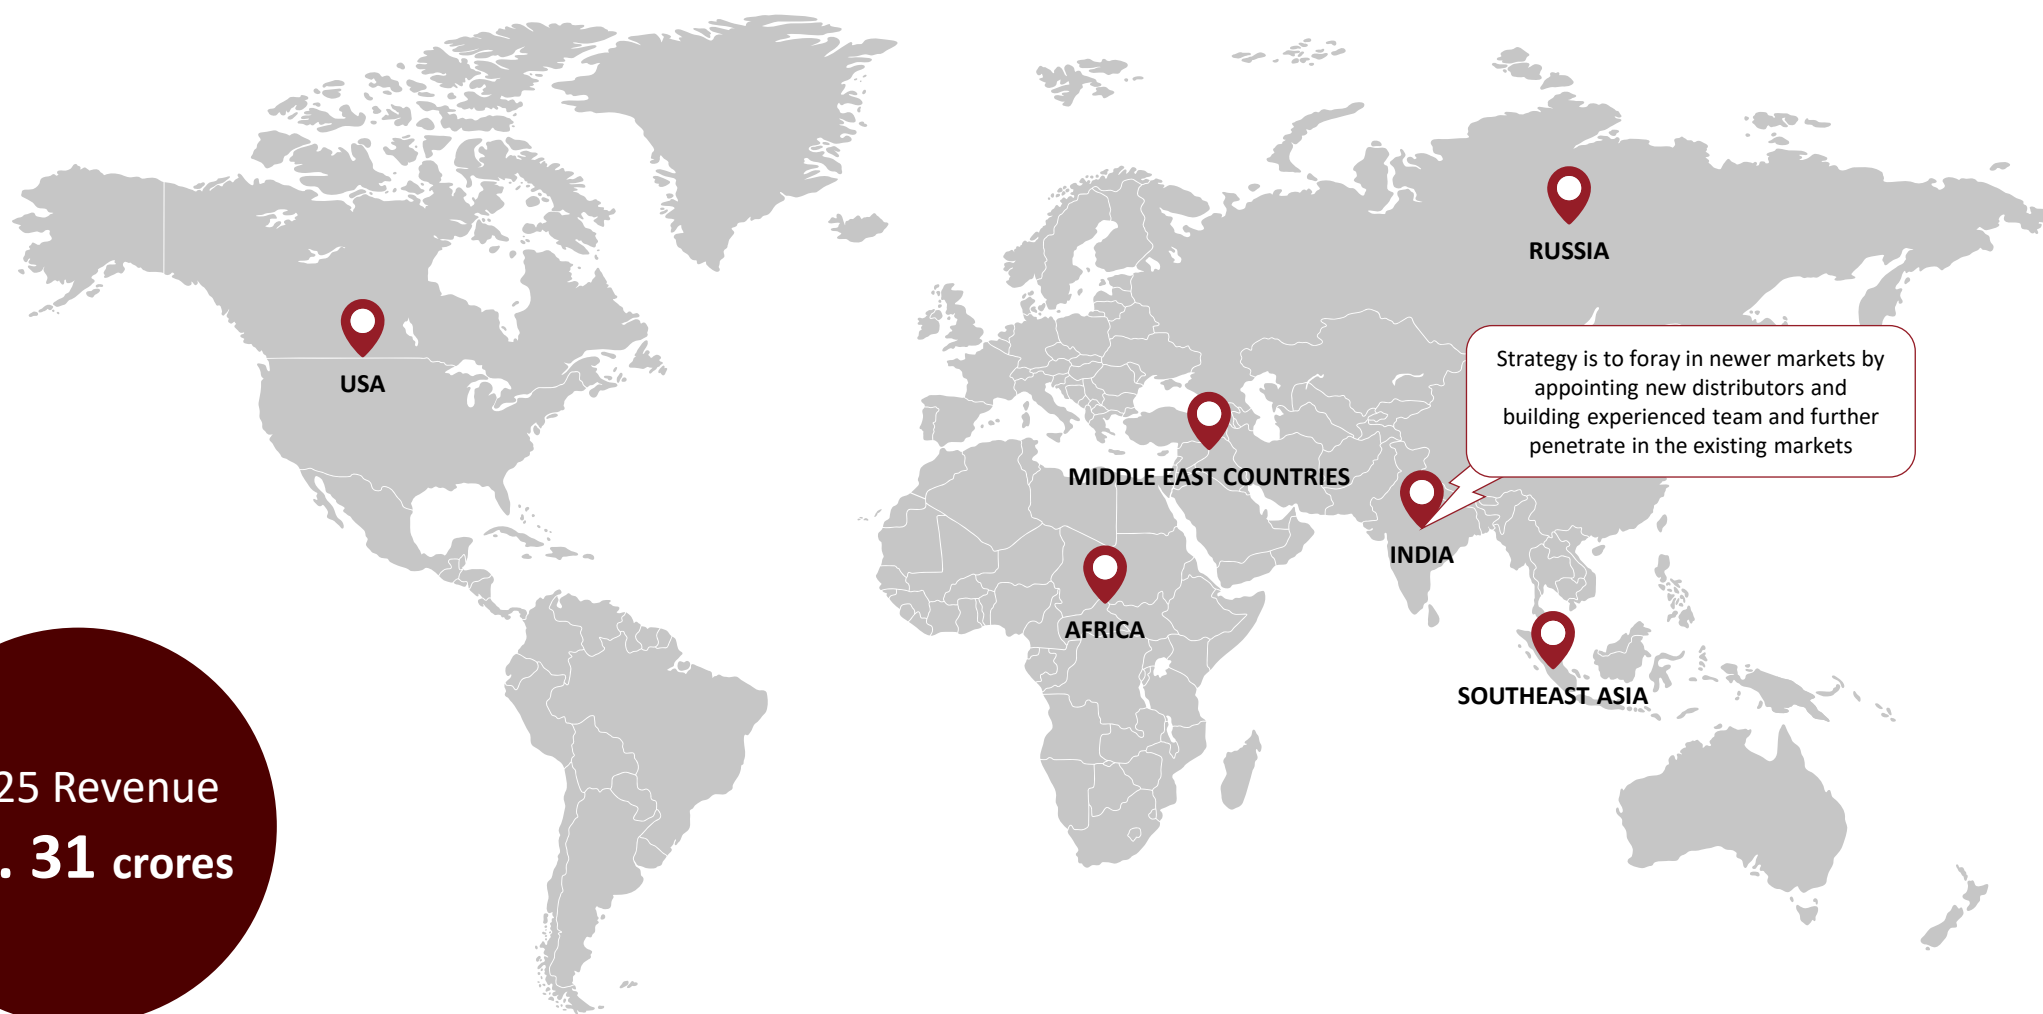 RUSSIA
Strategy is to foray in newer markets by
appointing new distributors and
building experienced team and further
penetrate in the existing markets
USA
MIDDLE EAST COUNTRIES
INDIA
AFRICA
SOUTHEAST ASIA
25 Revenue
. 31 crores